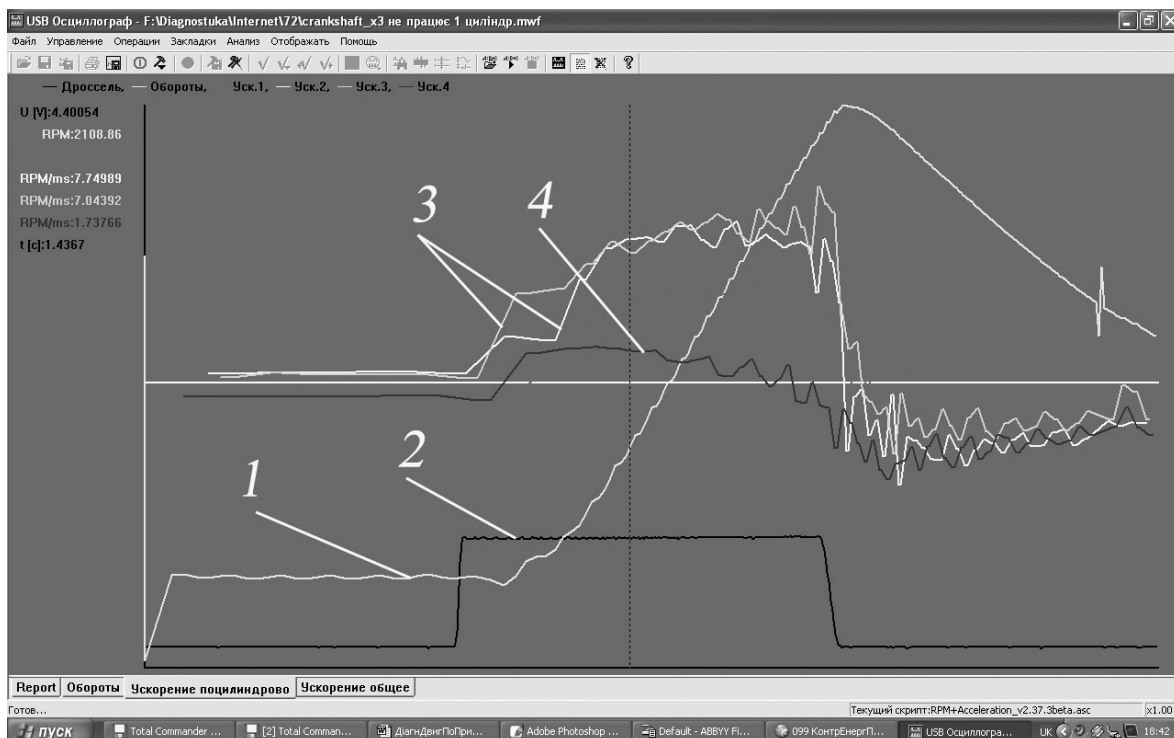 USB Осциллограф - F:\Diagnostuka\Internet\72\crankshaft_x3 не працює 1 циліндр.mwf
Файл Управление Операции Закладки Анализ Отображать Помощь
Дроссель, Обороты, Уск.1, Уск.2, Уск.3, Уск.4
U [V]:4.40054
RPM:2108.86
RPM/ms:7.74989
RPM/ms:7.04392
RPM/ms:1.73766
t [c]:1.4367
3
4
1
2
Report Обороты Ускорение поцилиндрово Ускорение общее
Готов... Текущий скрипт:RPM+Acceleration_v2.37.3beta.asc x1.00
пуск Total Commander ... [2] Total Comman... ДіагнДвигПоПри... Adobe Photoshop ... Default - ABBYY Fi... 099 КонтрЕнергП... USB Осциллогра... UK 18:42